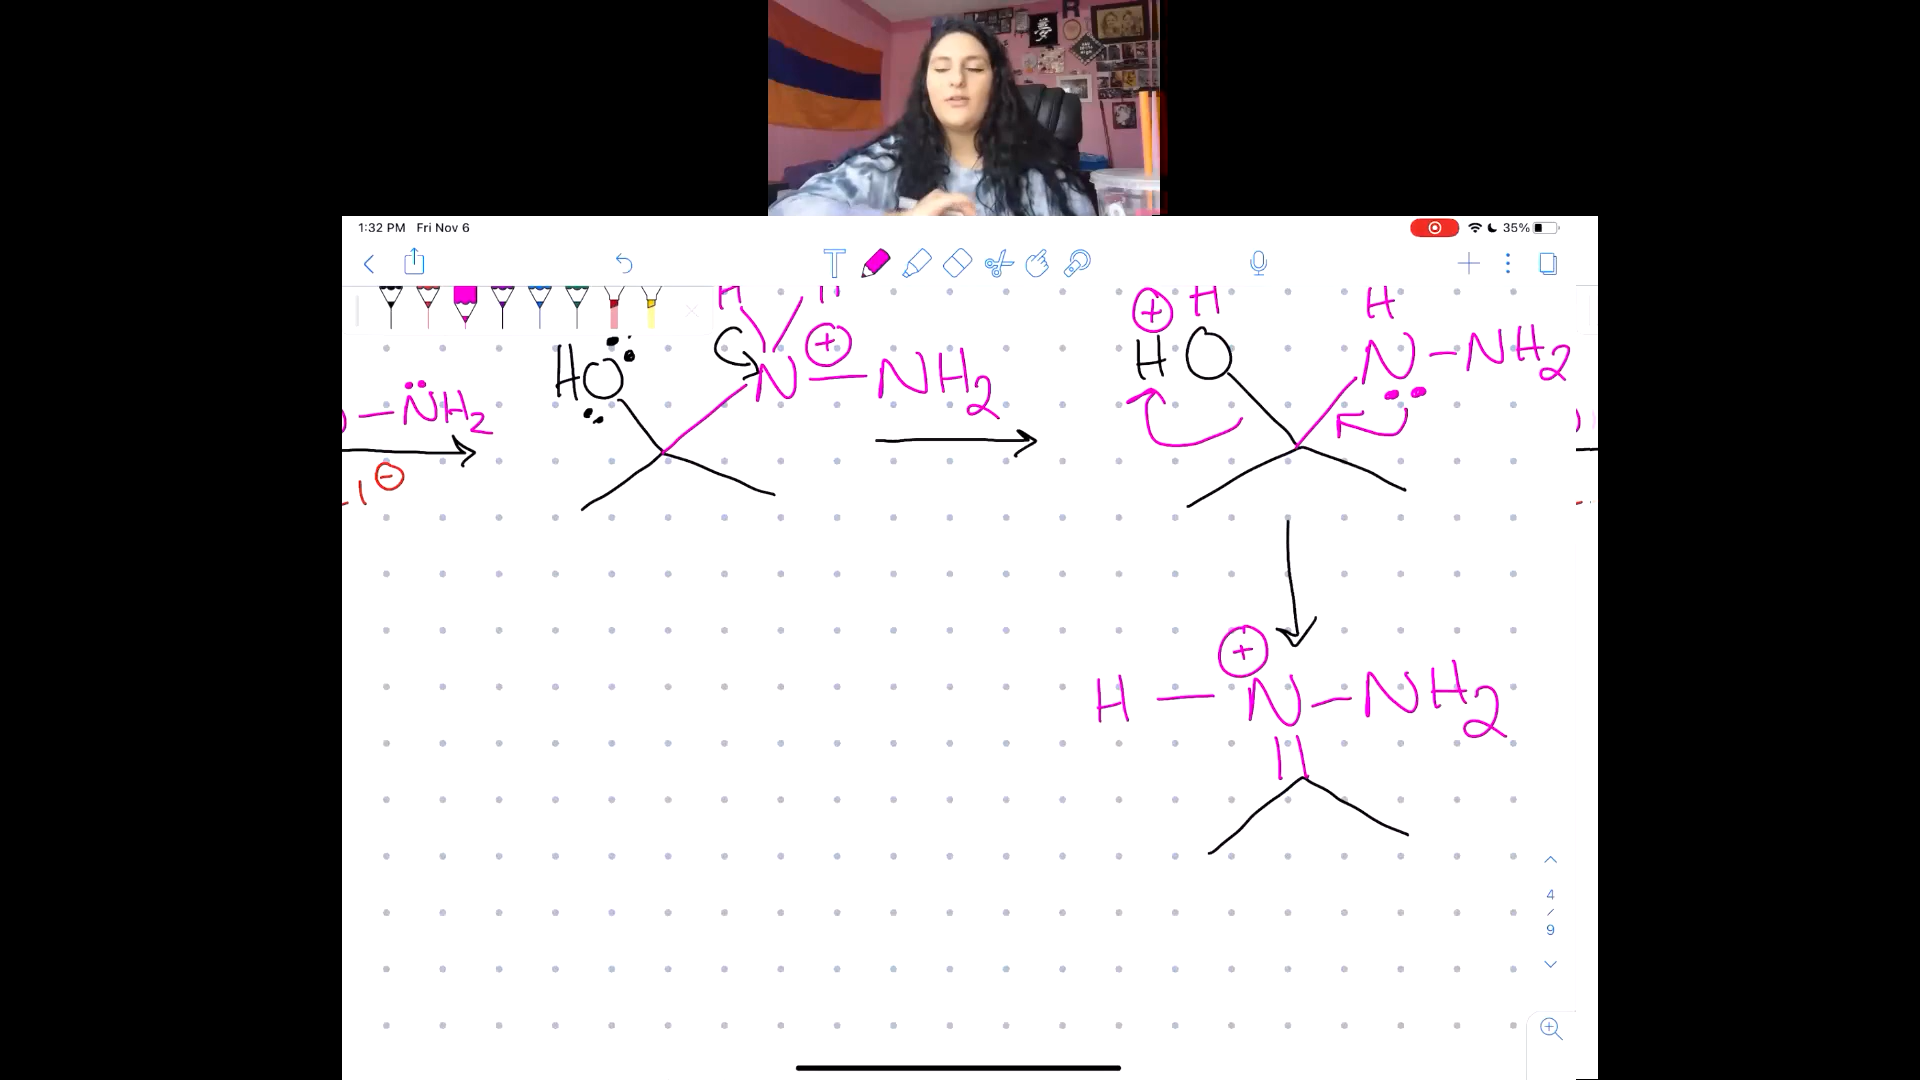 R
1:32 PM Fri Nov 6
35%
T
H H
⊕
HO
N — NH2
— NH2
⊖
⊕ H
H
H O
N — NH2
⊕
H — N — NH2
4
/
9